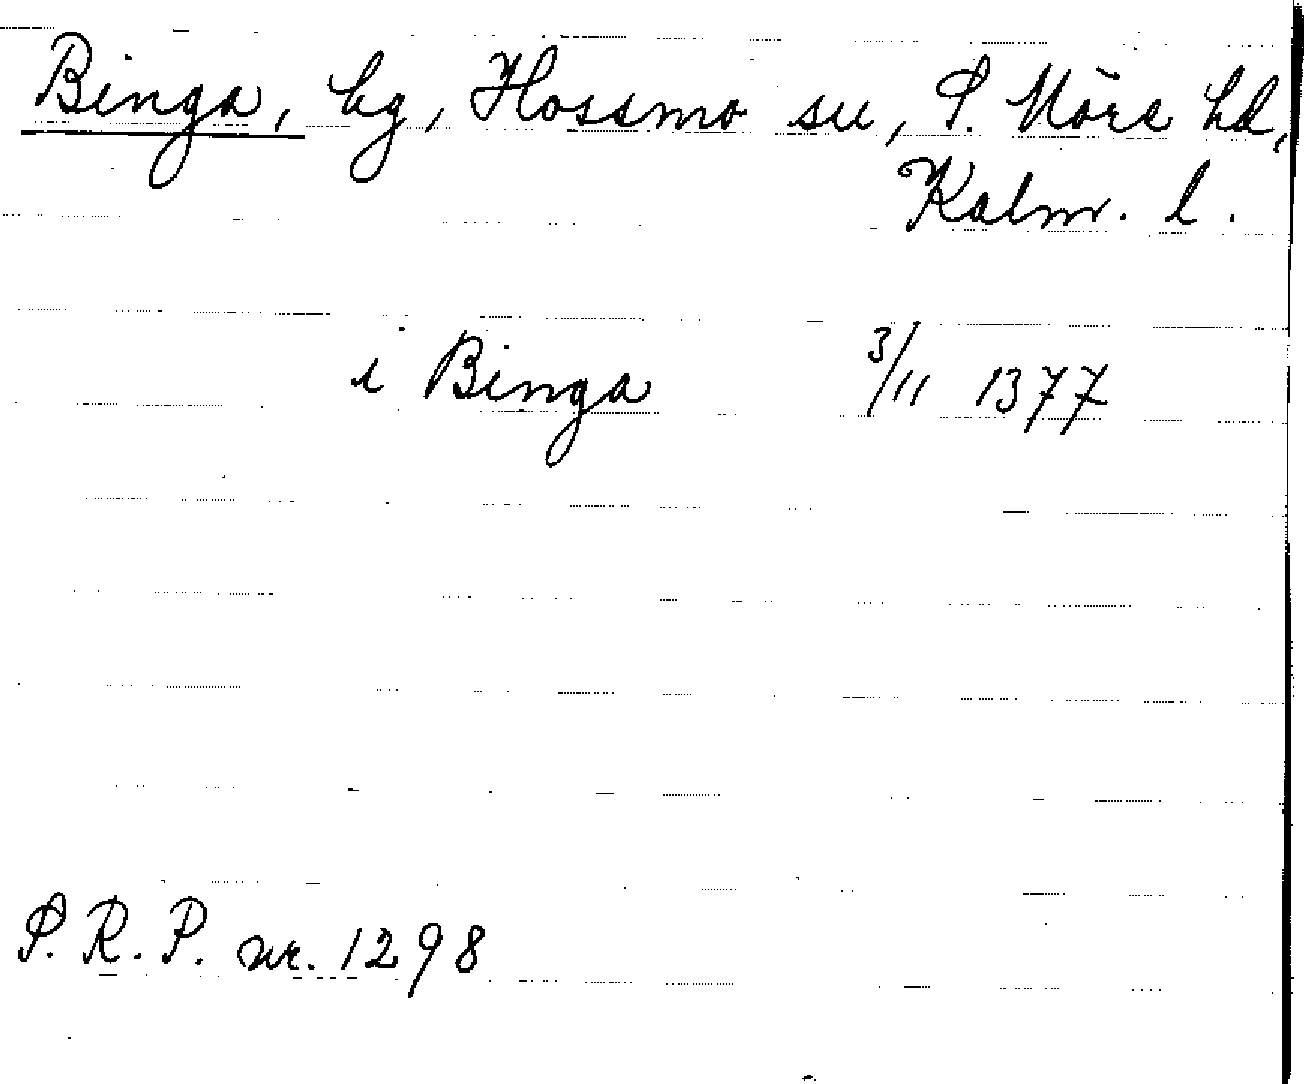 Binga, by, Hossmo sn, S. Möre hd,
Kalm. l.
i Binga 3/11 1377
S. R. P. nr. 1298